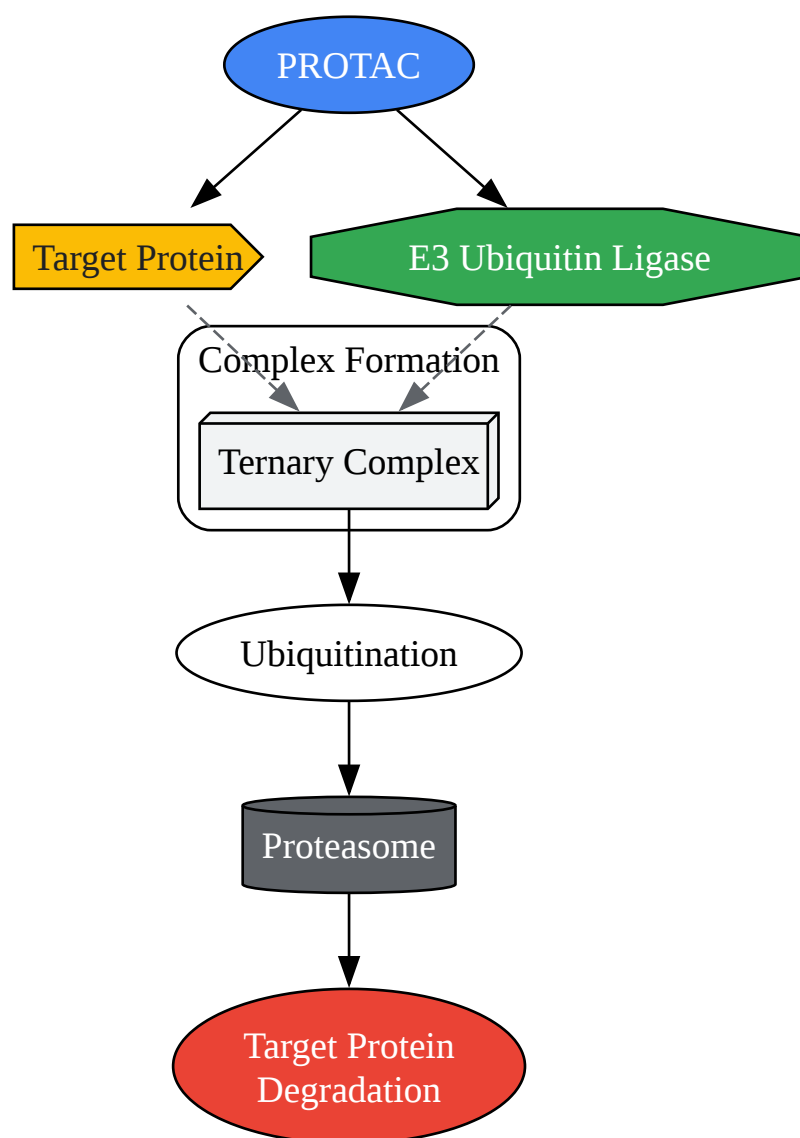 PROTAC
Target Protein
E3 Ubiquitin Ligase
Complex Formation
Ternary Complex
Ubiquitination
Proteasome
Target Protein
Degradation